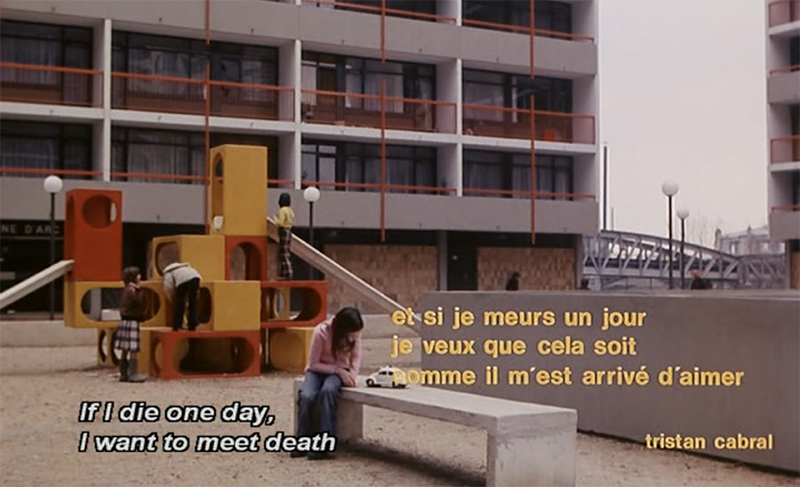 NE D'ARC
et si je meurs un jour
je veux que cela soit
comme il m'est arrivé d'aimer
If I die one day,
I want to meet death
tristan cabral